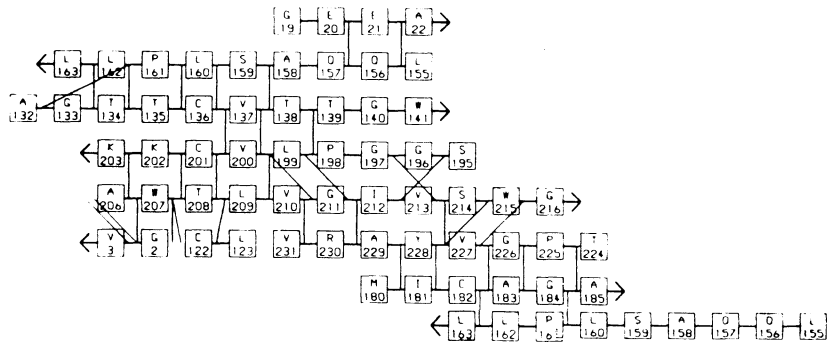 G 19 E 20 E 21 A 22
L 163 L 162 P 161 L 160 S 159 A 158 Q 157 Q 156 L 155
A 132 G 133 T 134 T 135 C 136 V 137 T 138 T 139 G 140 W 141
K 203 K 202 C 201 V 200 L 199 P 198 G 197 G 196 S 195
A 206 W 207 T 208 L 209 V 210 G 211 I 212 V 213 S 214 W 215 G 216
V 3 G 2 C 122 L 123 V 231 R 230 A 229 Y 228 V 227 G 226 P 225 T 224
M 180 I 181 C 182 A 183 G 184 A 185
L 163 L 162 P 161 L 160 S 159 A 158 Q 157 Q 156 L 155